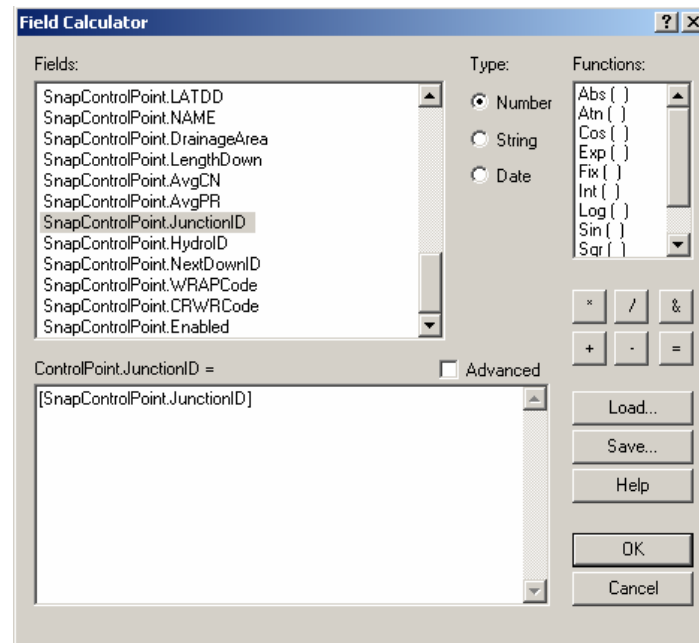 Field Calculator
Fields:
SnapControlPoint.LATDD
SnapControlPoint.NAME
SnapControlPoint.DrainageArea
SnapControlPoint.LengthDown
SnapControlPoint.AvgCN
SnapControlPoint.AvgPR
SnapControlPoint.JunctionID
SnapControlPoint.HydroID
SnapControlPoint.NextDownID
SnapControlPoint.WRAPCode
SnapControlPoint.CRWRCode
SnapControlPoint.Enabled
Type:
Number
String
Date
Functions:
Abs ( )
Atn ( )
Cos ( )
Exp ( )
Fix ( )
Int ( )
Log ( )
Sin ( )
Sqr ( )
* / &
+ - =
ControlPoint.JunctionID =
Advanced
[SnapControlPoint.JunctionID]
Load...
Save...
Help
OK
Cancel